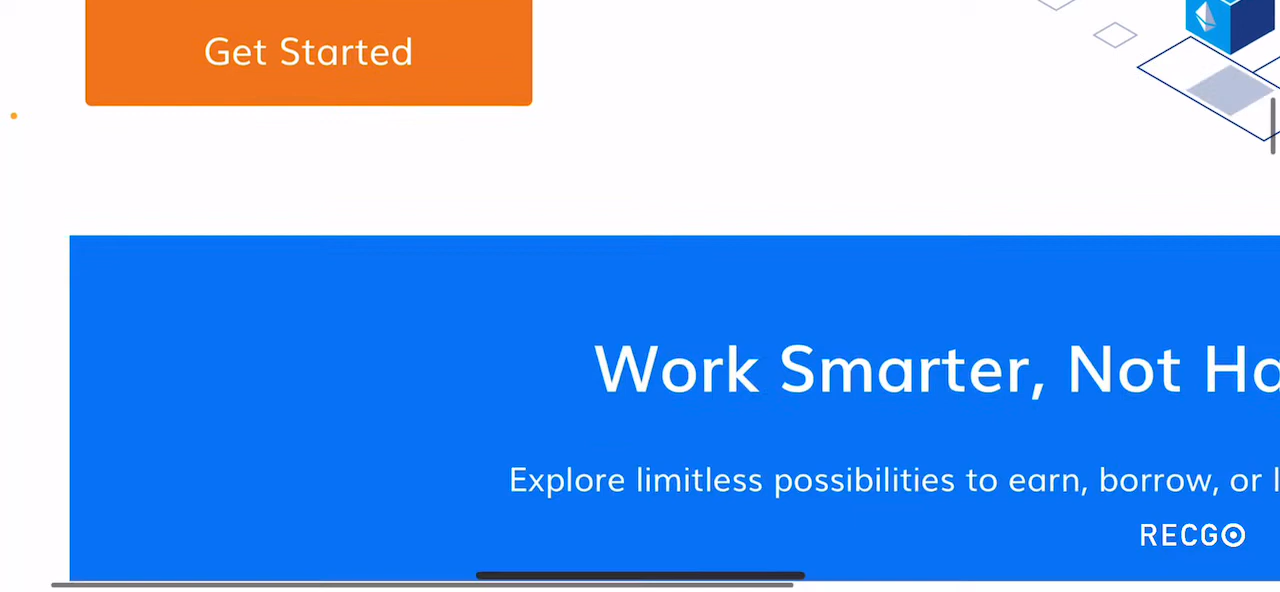 Get Started
Work Smarter, Not Ha
Explore limitless possibilities to earn, borrow, or l
RECGO